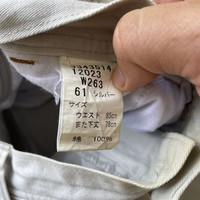 3343514
12023
W263
61 シルバー
サイズ
ウエスト 85cm
また下丈 78cm
綿 100%